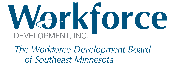 Workforce
DEVELOPMENT, INC.
The Workforce Development Board
of Southeast Minnesota